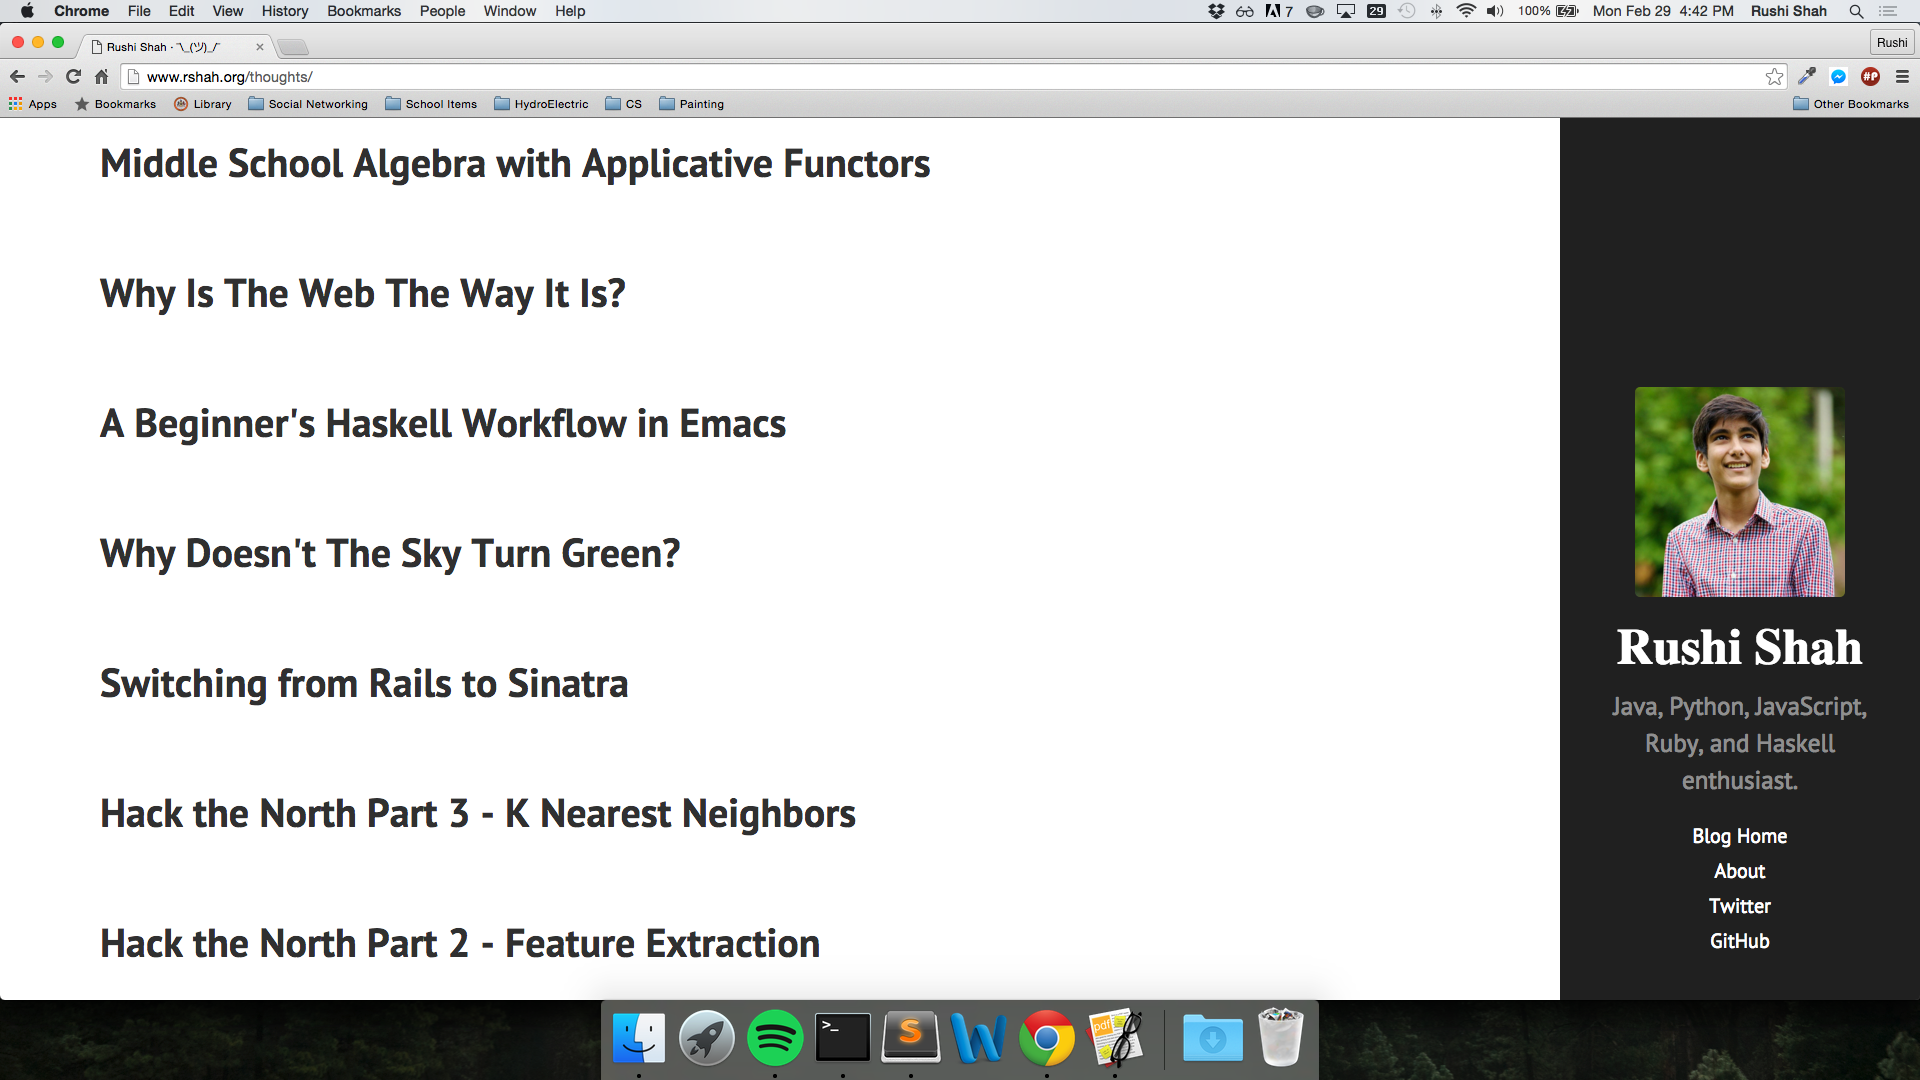 Chrome File Edit View History Bookmarks People Window Help 7 29 100% Mon Feb 29 4:42 PM Rushi Shah
Rushi Shah · ¯\_(ツ)_/¯ Rushi
www.rshah.org/thoughts/ #P
Apps Bookmarks Library Social Networking School Items HydroElectric CS Painting Other Bookmarks
Middle School Algebra with Applicative Functors
Why Is The Web The Way It Is?
A Beginner's Haskell Workflow in Emacs
Why Doesn't The Sky Turn Green?
Switching from Rails to Sinatra
Hack the North Part 3 - K Nearest Neighbors
Hack the North Part 2 - Feature Extraction
Rushi Shah
Java, Python, JavaScript,
Ruby, and Haskell
enthusiast.
Blog Home
About
Twitter
GitHub
>_ S W pdf